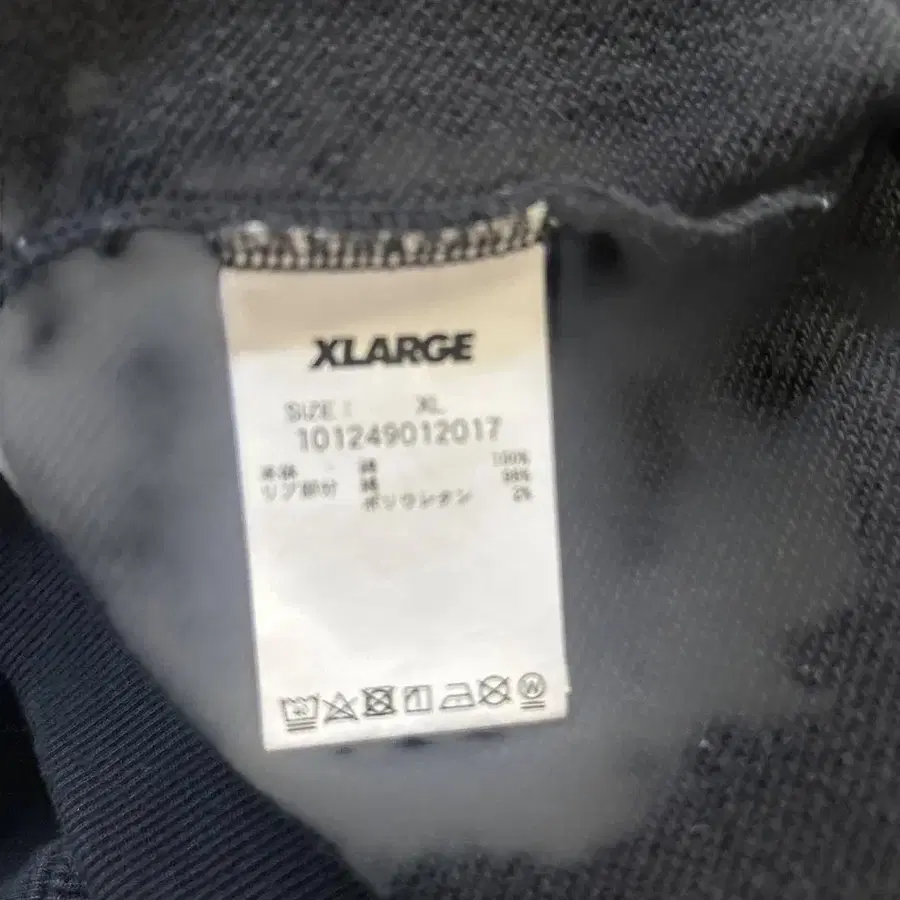 XLARGE
SIZE : XL
101249012017
本体 綿 100%
リブ部分 綿 98%
ポリウレタン 2%
W